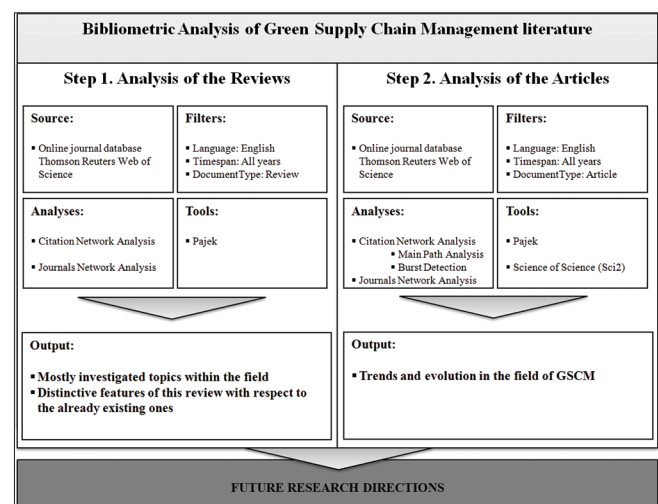 Bibliometric Analysis of Green Supply Chain Management literature
Step 1. Analysis of the Reviews
Source:
▪ Online journal database
Thomson Reuters Web of
Science
Filters:
▪ Language: English
▪ Timespan: All years
▪ DocumentType: Review
Analyses:
▪ Citation Network Analysis
▪ Journals Network Analysis
Tools:
▪ Pajek
Output:
▪ Mostly investigated topics within the field
▪ Distinctive features of this review with respect to
the already existing ones
Step 2. Analysis of the Articles
Source:
▪ Online journal database
Thomson Reuters Web of
Science
Filters:
▪ Language: English
▪ Timespan: All years
▪ DocumentType: Article
Analyses:
▪ Citation Network Analysis
▪ Main Path Analysis
▪ Burst Detection
▪ Journals Network Analysis
Tools:
▪ Pajek
▪ Science of Science (Sci2)
Output:
▪ Trends and evolution in the field of GSCM
FUTURE RESEARCH DIRECTIONS